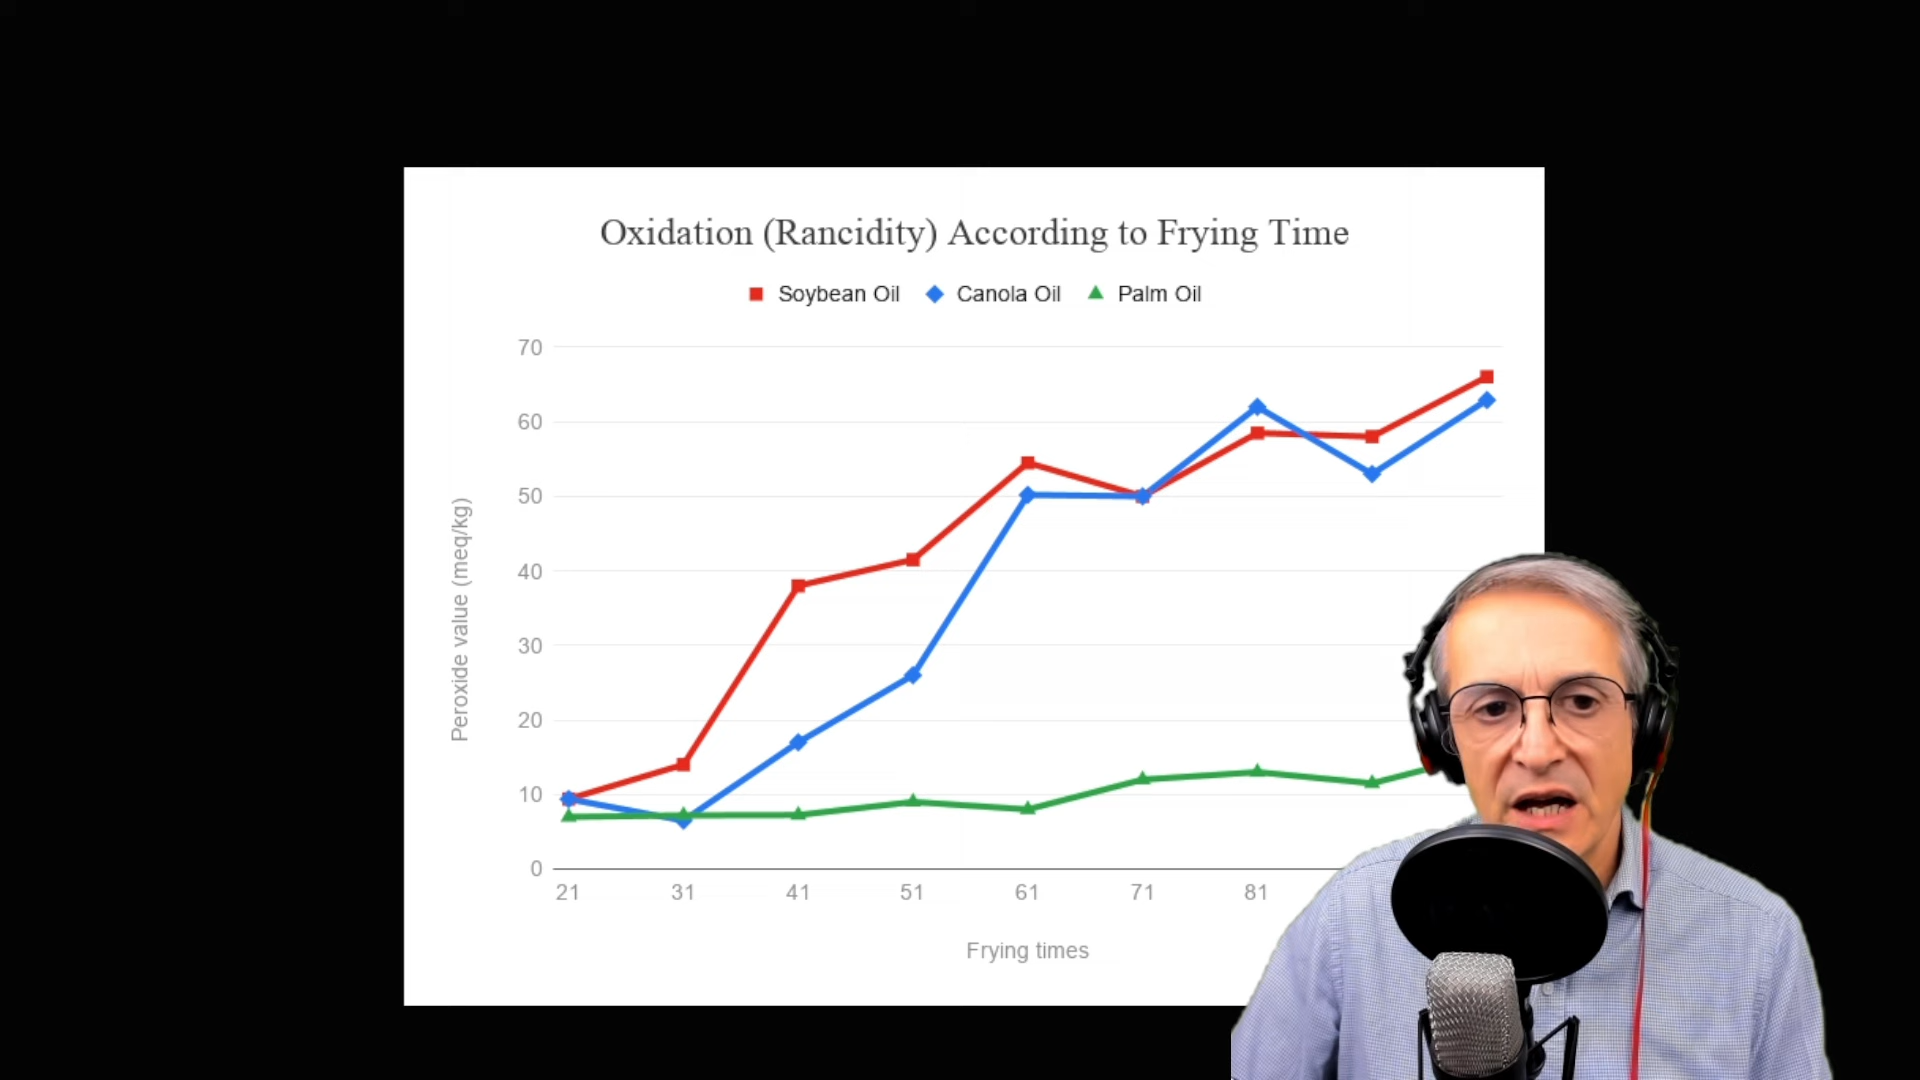 Oxidation (Rancidity) According to Frying Time
Soybean Oil Canola Oil Palm Oil
70
60
50
40
30
20
10
0
Peroxide value (meq/kg)
21 31 41 51 61 71 81
Frying times